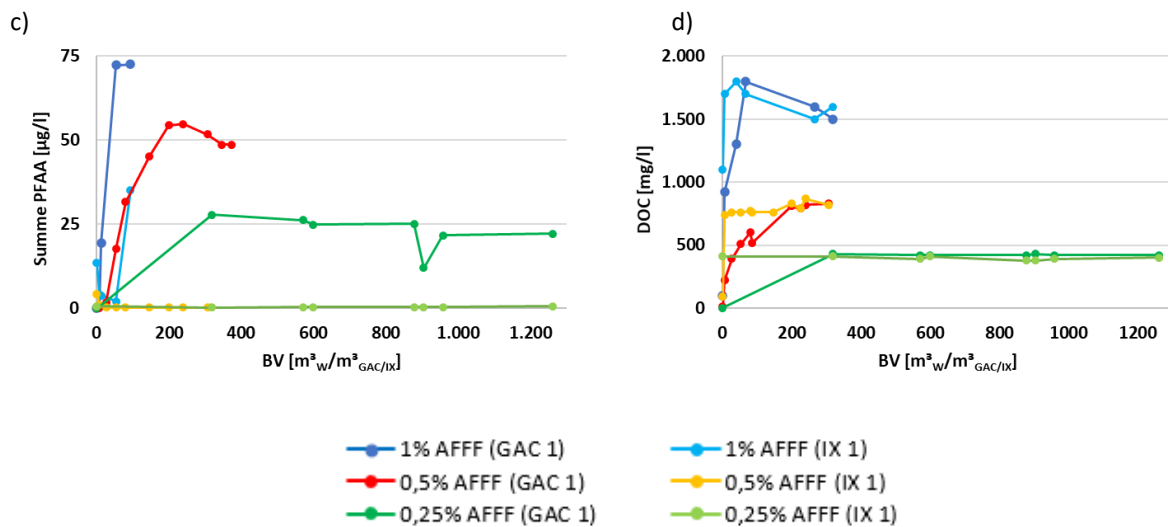 c)
75
50
25
0
Summe PFAA [µg/l]
0 200 400 600 800 1.000 1.200
BV [m³W/m³GAC/IX]
d)
2.000
1.500
1.000
500
0
DOC [mg/l]
0 200 400 600 800 1000 1200
BV [m³W/m³GAC/IX]
1% AFFF (GAC 1) 1% AFFF (IX 1)
0,5% AFFF (GAC 1) 0,5% AFFF (IX 1)
0,25% AFFF (GAC 1) 0,25% AFFF (IX 1)